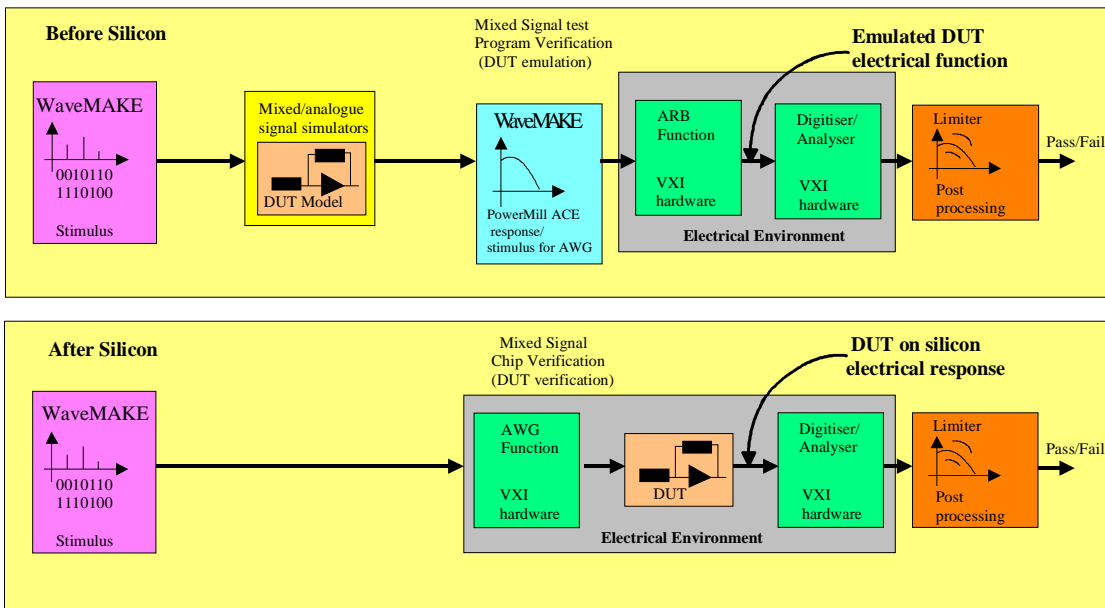 Before Silicon
Mixed Signal test
Program Verification
(DUT emulation)
Emulated DUT
electrical function
WaveMAKE
0010110
1110100
Stimulus
Mixed/analogue
signal simulators
DUT Model
WaveMAKE
PowerMill ACE
response/
stimulus for AWG
ARB
Function
VXI
hardware
Digitiser/
Analyser
VXI
hardware
Electrical Environment
Limiter
Post
processing
Pass/Fail
After Silicon
Mixed Signal
Chip Verification
(DUT verification)
DUT on silicon
electrical response
WaveMAKE
0010110
1110100
Stimulus
AWG
Function
VXI
hardware
DUT
Digitiser/
Analyser
VXI
hardware
Electrical Environment
Limiter
Post
processing
Pass/Fail